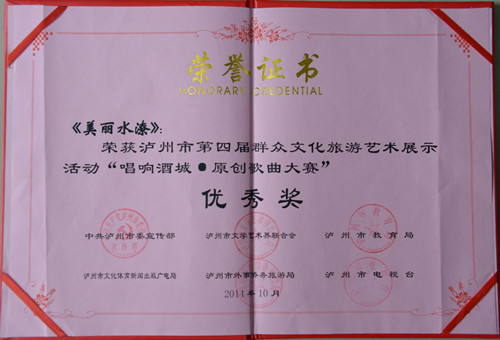 荣誉证书
HONORARY CREDENTIAL
《美丽水潦》：
荣获泸州市第四届群众文化旅游艺术展示
活动“唱响酒城●原创歌曲大赛”
优秀奖
中共泸州市委宣传部 泸州市文学艺术界联合会 泸州市教育局
泸州市文化体育新闻出版广电局 泸州市外事侨务旅游局 泸州市电视台
2014年10月